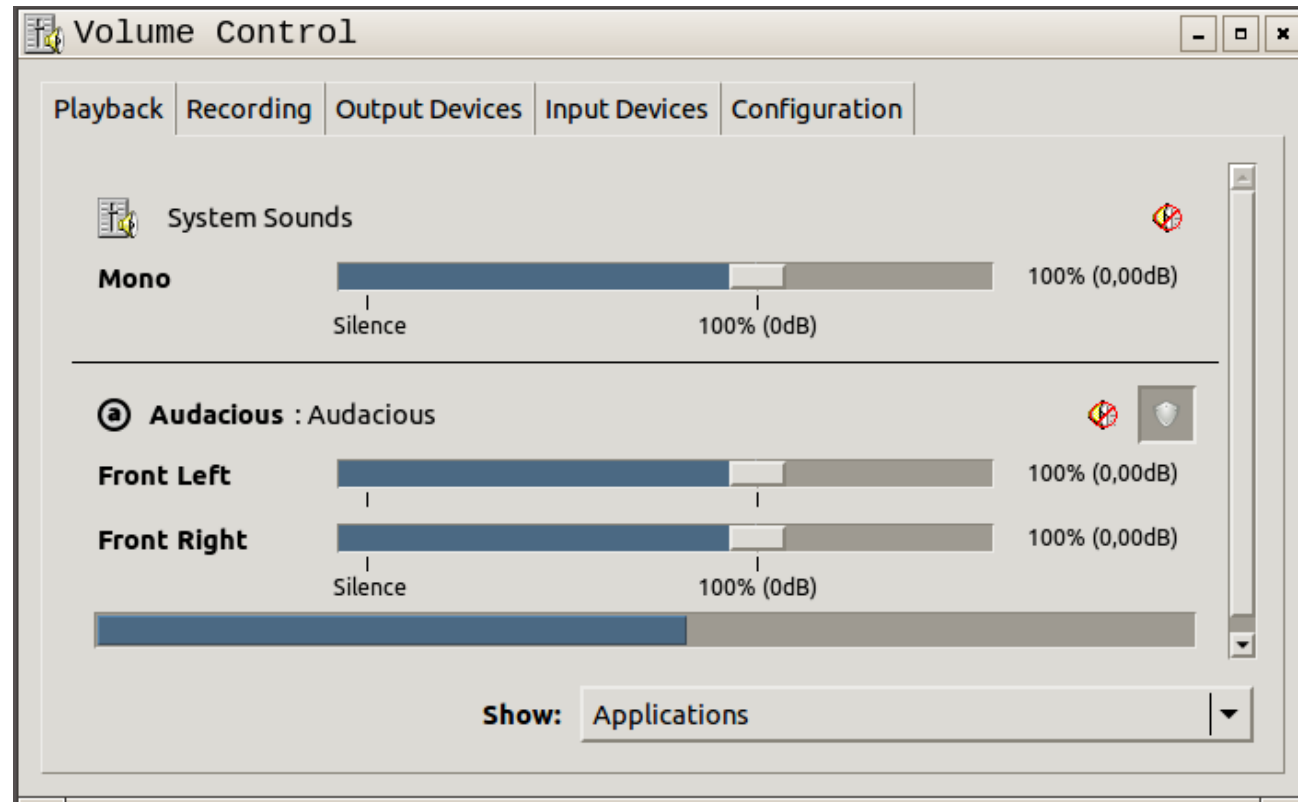 Volume Control
Playback Recording Output Devices Input Devices Configuration
System Sounds
Mono 100% (0,00dB)
Silence 100% (0dB)
a Audacious : Audacious
Front Left 100% (0,00dB)
Front Right 100% (0,00dB)
Silence 100% (0dB)
Show: Applications